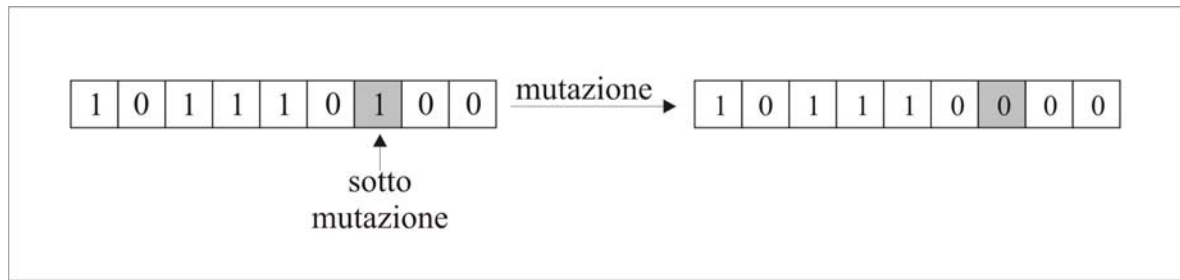 mutazione
1 0 1 1 1 0 1 0 0
1 0 1 1 1 0 0 0 0
sotto
mutazione